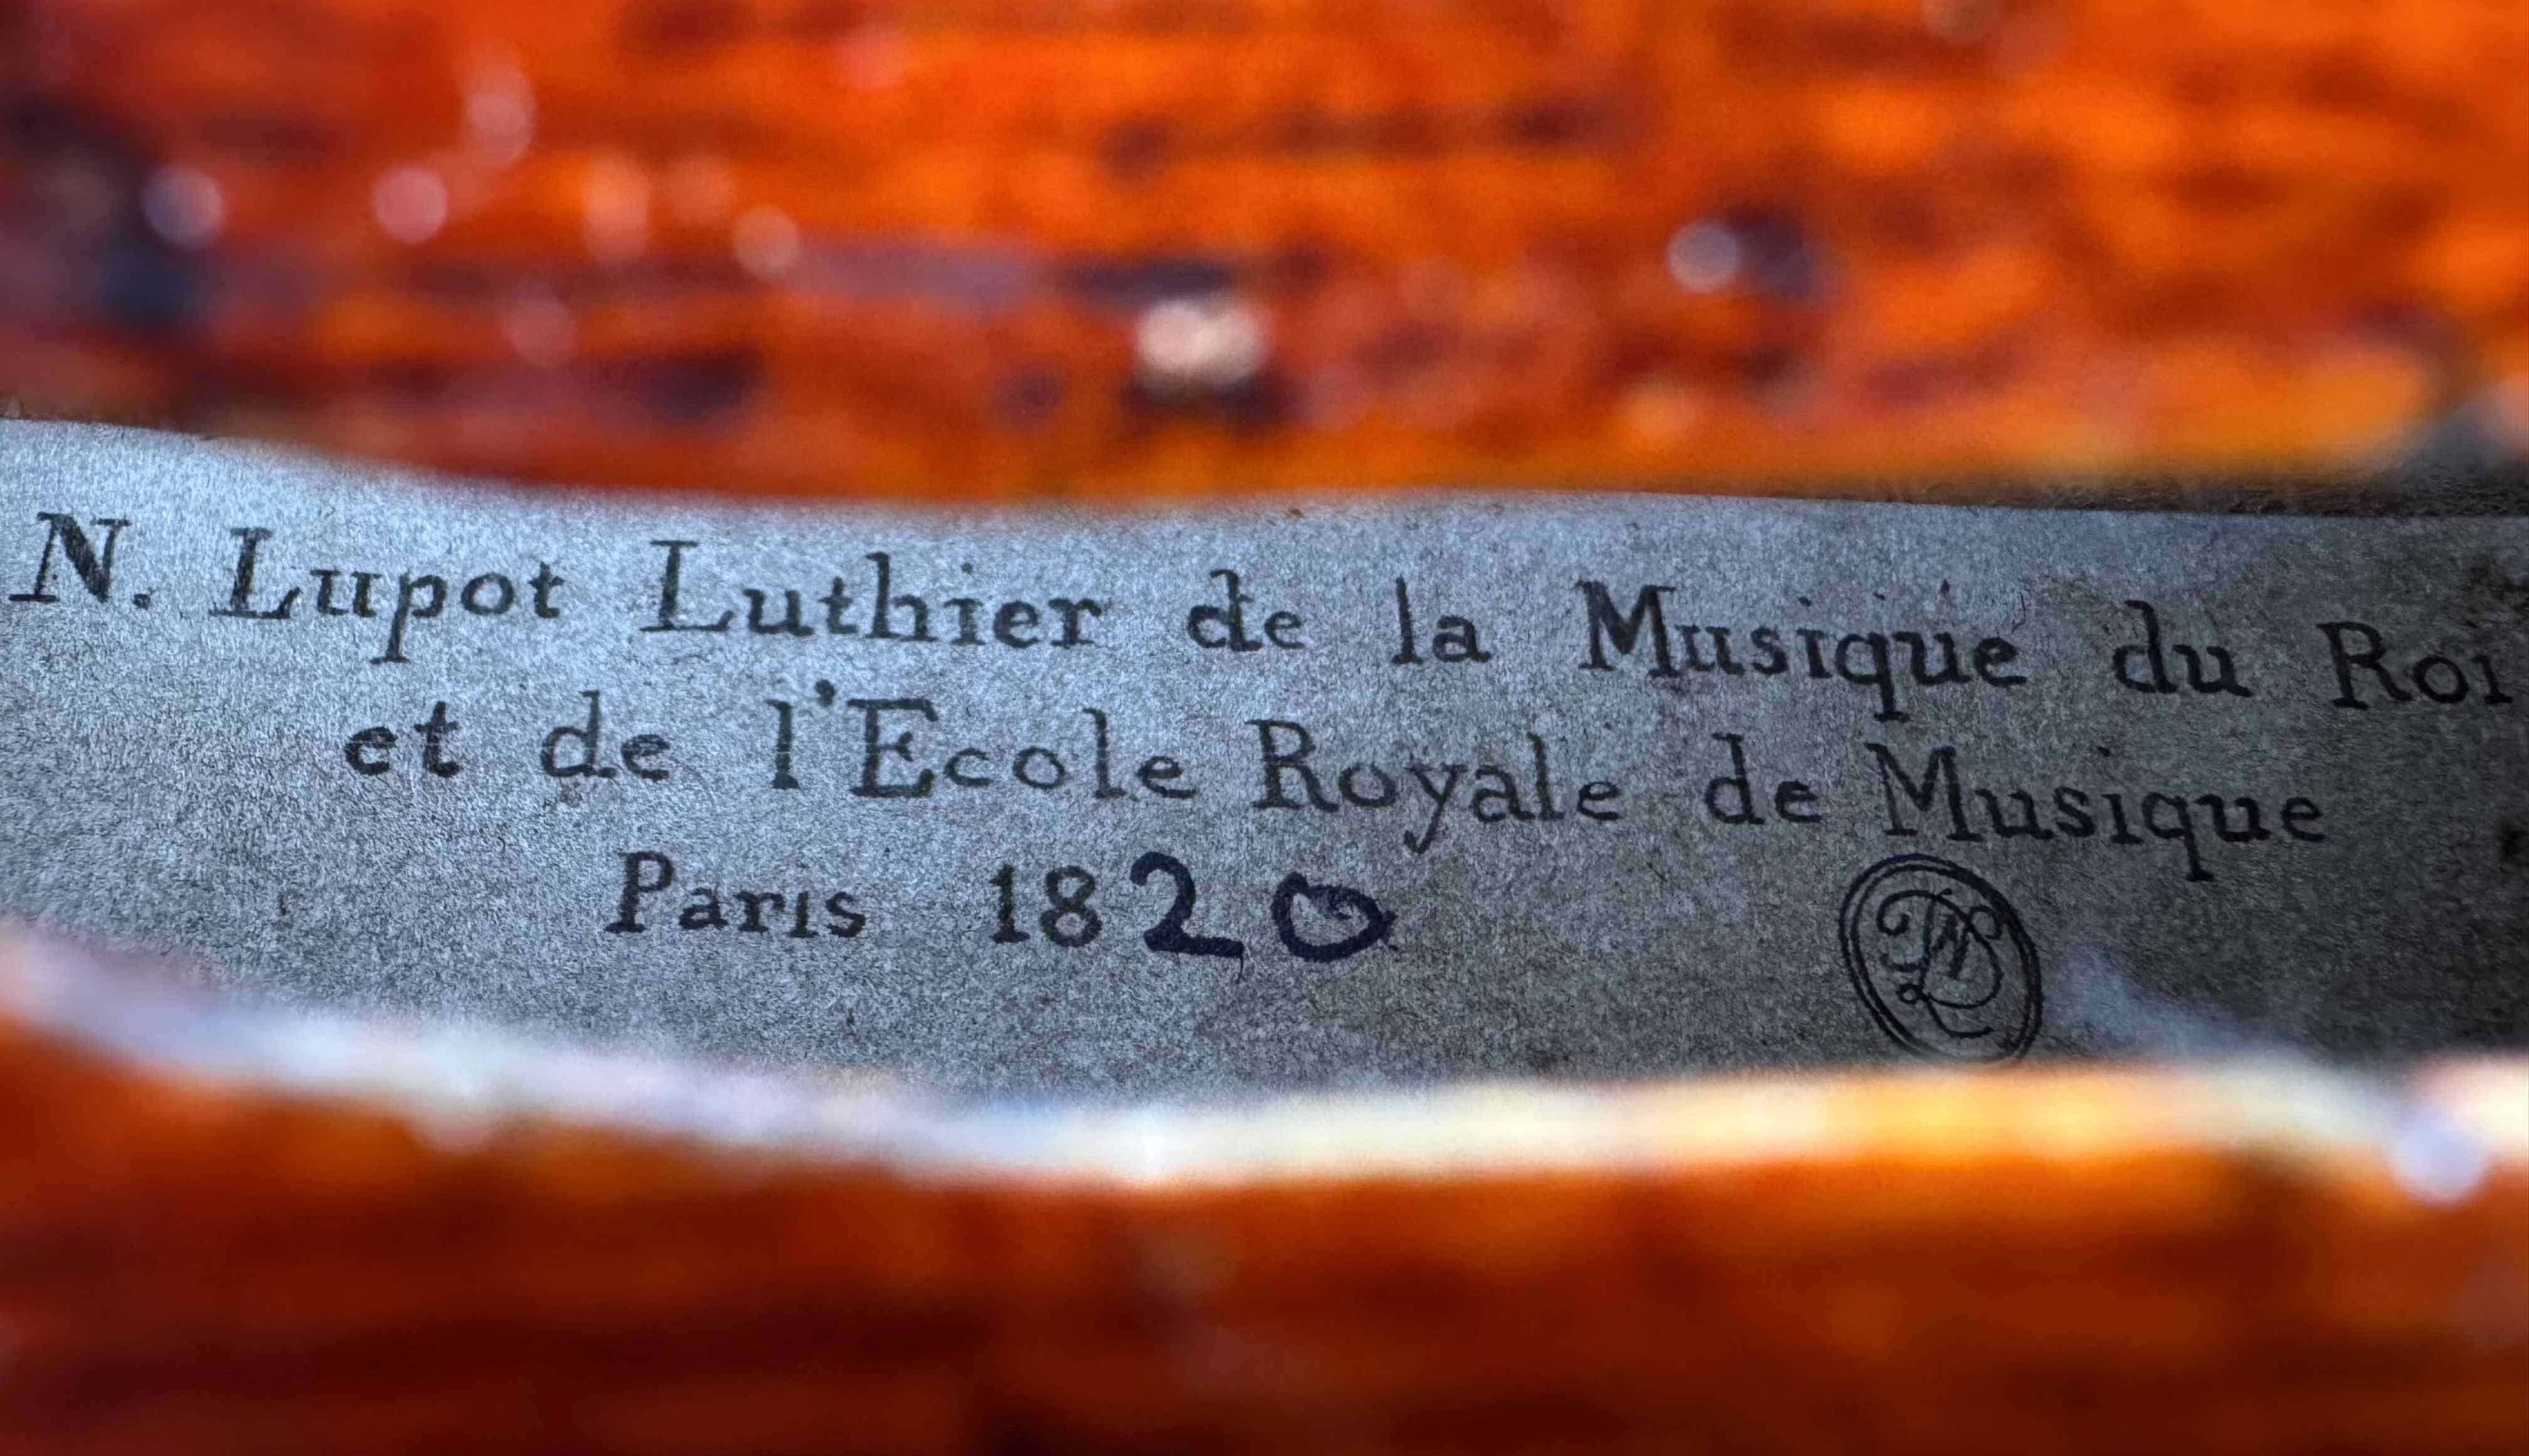 N. Lupot Luthier de la Musique du Roi
et de l'Ecole Royale de Musique
Paris 1820